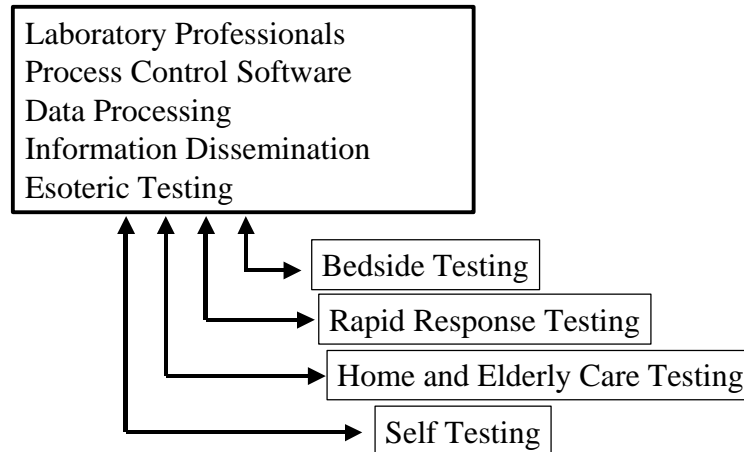 Laboratory Professionals
Process Control Software
Data Processing
Information Dissemination
Esoteric Testing
Bedside Testing
Rapid Response Testing
Home and Elderly Care Testing
Self Testing